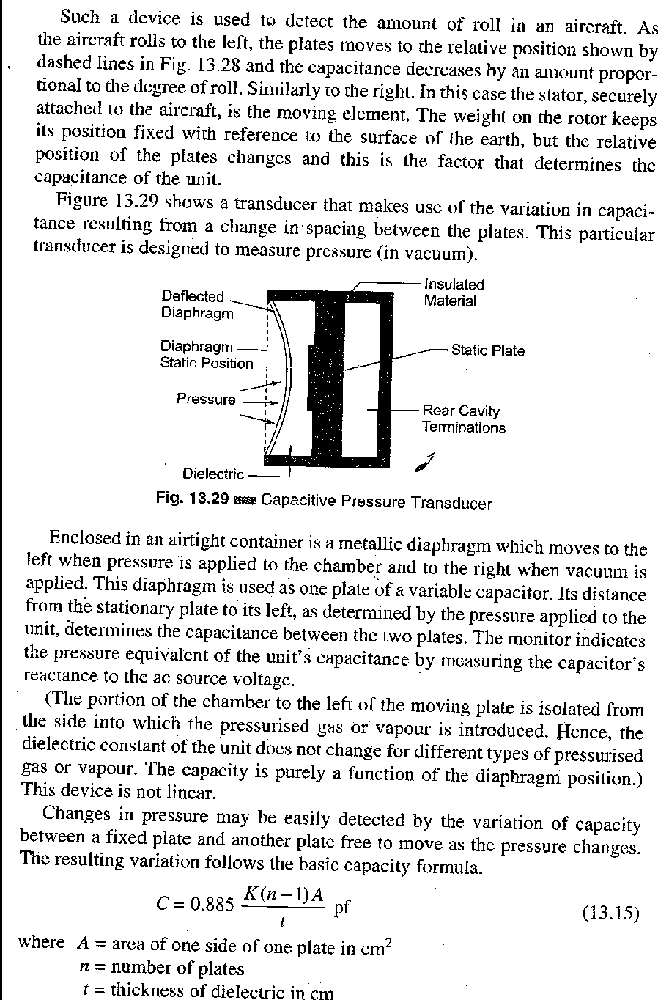 Such a device is used to detect the amount of roll in an aircraft. As
the aircraft rolls to the left, the plates moves to the relative position shown by
dashed lines in Fig. 13.28 and the capacitance decreases by an amount propor-
tional to the degree of roll. Similarly to the right. In this case the stator, securely
attached to the aircraft, is the moving element. The weight on the rotor keeps
its position fixed with reference to the surface of the earth, but the relative
position of the plates changes and this is the factor that determines the
capacitance of the unit.
Figure 13.29 shows a transducer that makes use of the variation in capaci-
tance resulting from a change in spacing between the plates. This particular
transducer is designed to measure pressure (in vacuum).
Deflected
Diaphragm
Diaphragm
Static Position
Pressure
Dielectric
Insulated
Material
Static Plate
Rear Cavity
Terminations
Fig. 13.29 Capacitive Pressure Transducer
Enclosed in an airtight container is a metallic diaphragm which moves to the
left when pressure is applied to the chamber and to the right when vacuum is
applied. This diaphragm is used as one plate of a variable capacitor. Its distance
from the stationary plate to its left, as determined by the pressure applied to the
unit, determines the capacitance between the two plates. The monitor indicates
the pressure equivalent of the unit's capacitance by measuring the capacitor's
reactance to the ac source voltage.
(The portion of the chamber to the left of the moving plate is isolated from
the side into which the pressurised gas or vapour is introduced. Hence, the
dielectric constant of the unit does not change for different types of pressurised
gas or vapour. The capacity is purely a function of the diaphragm position.)
This device is not linear.
Changes in pressure may be easily detected by the variation of capacity
between a fixed plate and another plate free to move as the pressure changes.
The resulting variation follows the basic capacity formula.
C = 0.885 K(n−1)A / t pf (13.15)
where A = area of one side of one plate in cm²
n = number of plates
t = thickness of dielectric in cm